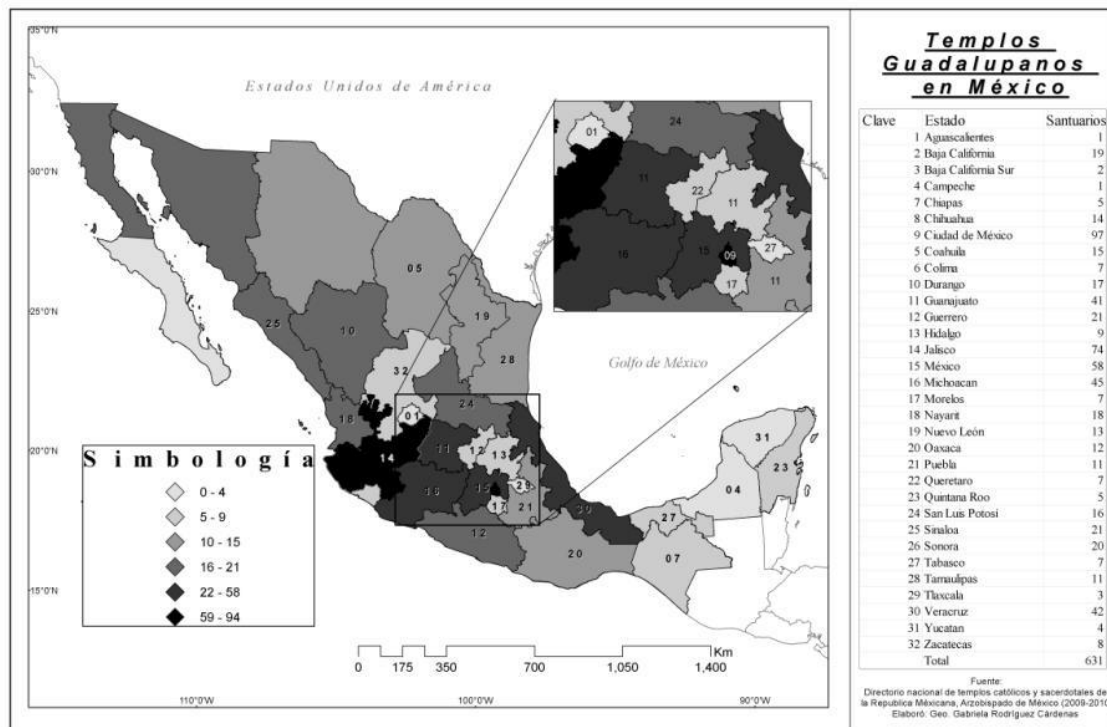 35°0'N
30°0'N
25°0'N
20°0'N
15°0'N
110°0'W
100°0'W
90°0'W
Estados Unidos de América
Golfo de México
05
19
28
10
25
32
18
01
24
14
11
12
13
16
15
29
17
21
30
12
20
27
07
04
31
23
01
24
11
22
11
16
15
09
27
17
11
Simbología
0 - 4
5 - 9
10 - 15
16 - 21
22 - 58
59 - 94
Km
0 175 350 700 1,050 1,400
Templos
Guadalupanos
en México
Clave Estado Santuarios
1 Aguascalientes 1
2 Baja California 19
3 Baja California Sur 2
4 Campeche 1
7 Chiapas 5
8 Chihuahua 14
9 Ciudad de México 97
5 Coahuila 15
6 Colima 7
10 Durango 17
11 Guanajuato 41
12 Guerrero 21
13 Hidalgo 9
14 Jalisco 74
15 México 58
16 Michoacan 45
17 Morelos 7
18 Nayarit 18
19 Nuevo León 13
20 Oaxaca 12
21 Puebla 11
22 Queretaro 7
23 Quintana Roo 5
24 San Luis Potosi 16
25 Sinaloa 21
26 Sonora 20
27 Tabasco 7
28 Tamaulipas 11
29 Tlaxcala 3
30 Veracruz 42
31 Yucatan 4
32 Zacatecas 8
Total 631
Fuente:
Directorio nacional de templos católicos y sacerdotales de
la Republica Méxicana, Arzobispado de México (2009-2010
Elaboró: Geo. Gabriela Rodríguez Cárdenas